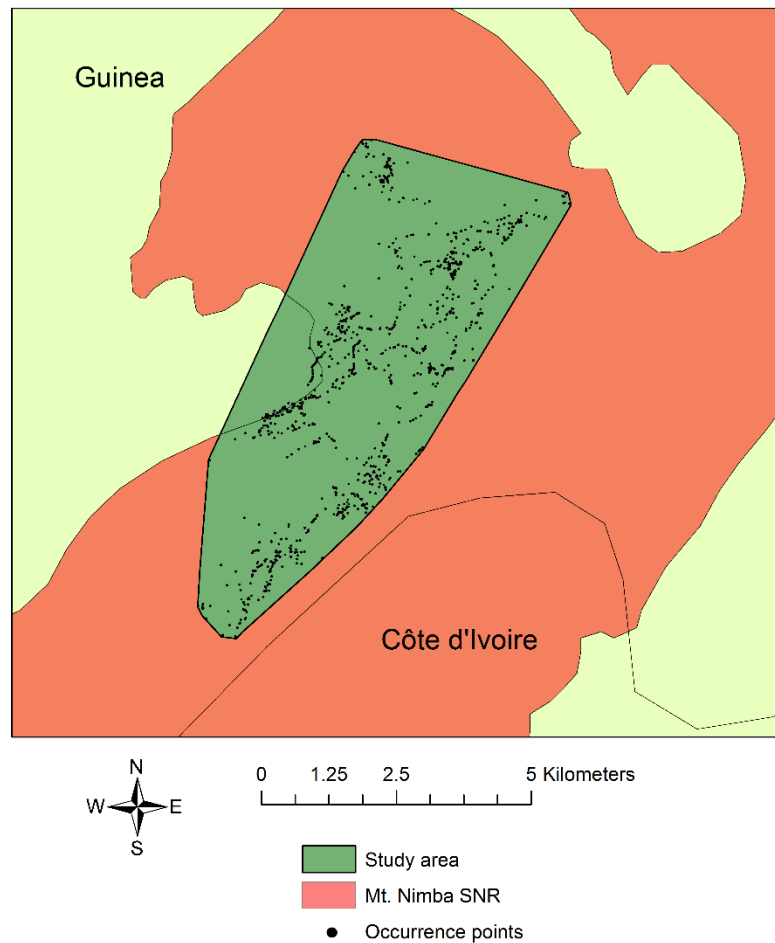 Guinea
Côte d'Ivoire
N
W E
S
0 1.25 2.5 5 Kilometers
Study area
Mt. Nimba SNR
Occurrence points